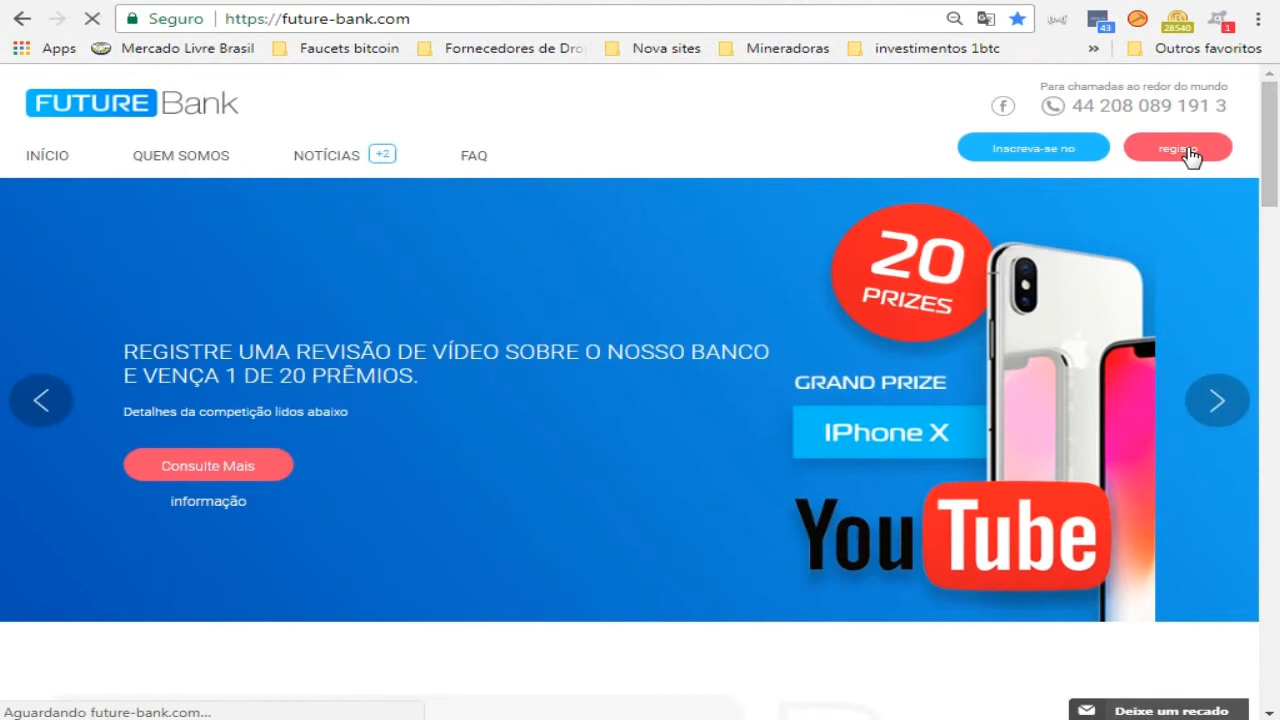 Seguro https://future-bank.com
43
28540
1
Apps Mercado Livre Brasil Faucets bitcoin Fornecedores de Dro Nova sites Mineradoras investimentos 1btc » Outros favoritos
FUTURE Bank
Para chamadas ao redor do mundo
f 44 208 089 191 3
INÍCIO QUEM SOMOS NOTÍCIAS +2 FAQ
Inscreva-se no
20
PRIZES
REGISTRE UMA REVISÃO DE VÍDEO SOBRE O NOSSO BANCO
E VENÇA 1 DE 20 PRÊMIOS.
Detalhes da competição lidos abaixo
Consulte Mais
informação
GRAND PRIZE
IPhone X
YouTube
Aguardando future-bank.com...
Deixe um recado